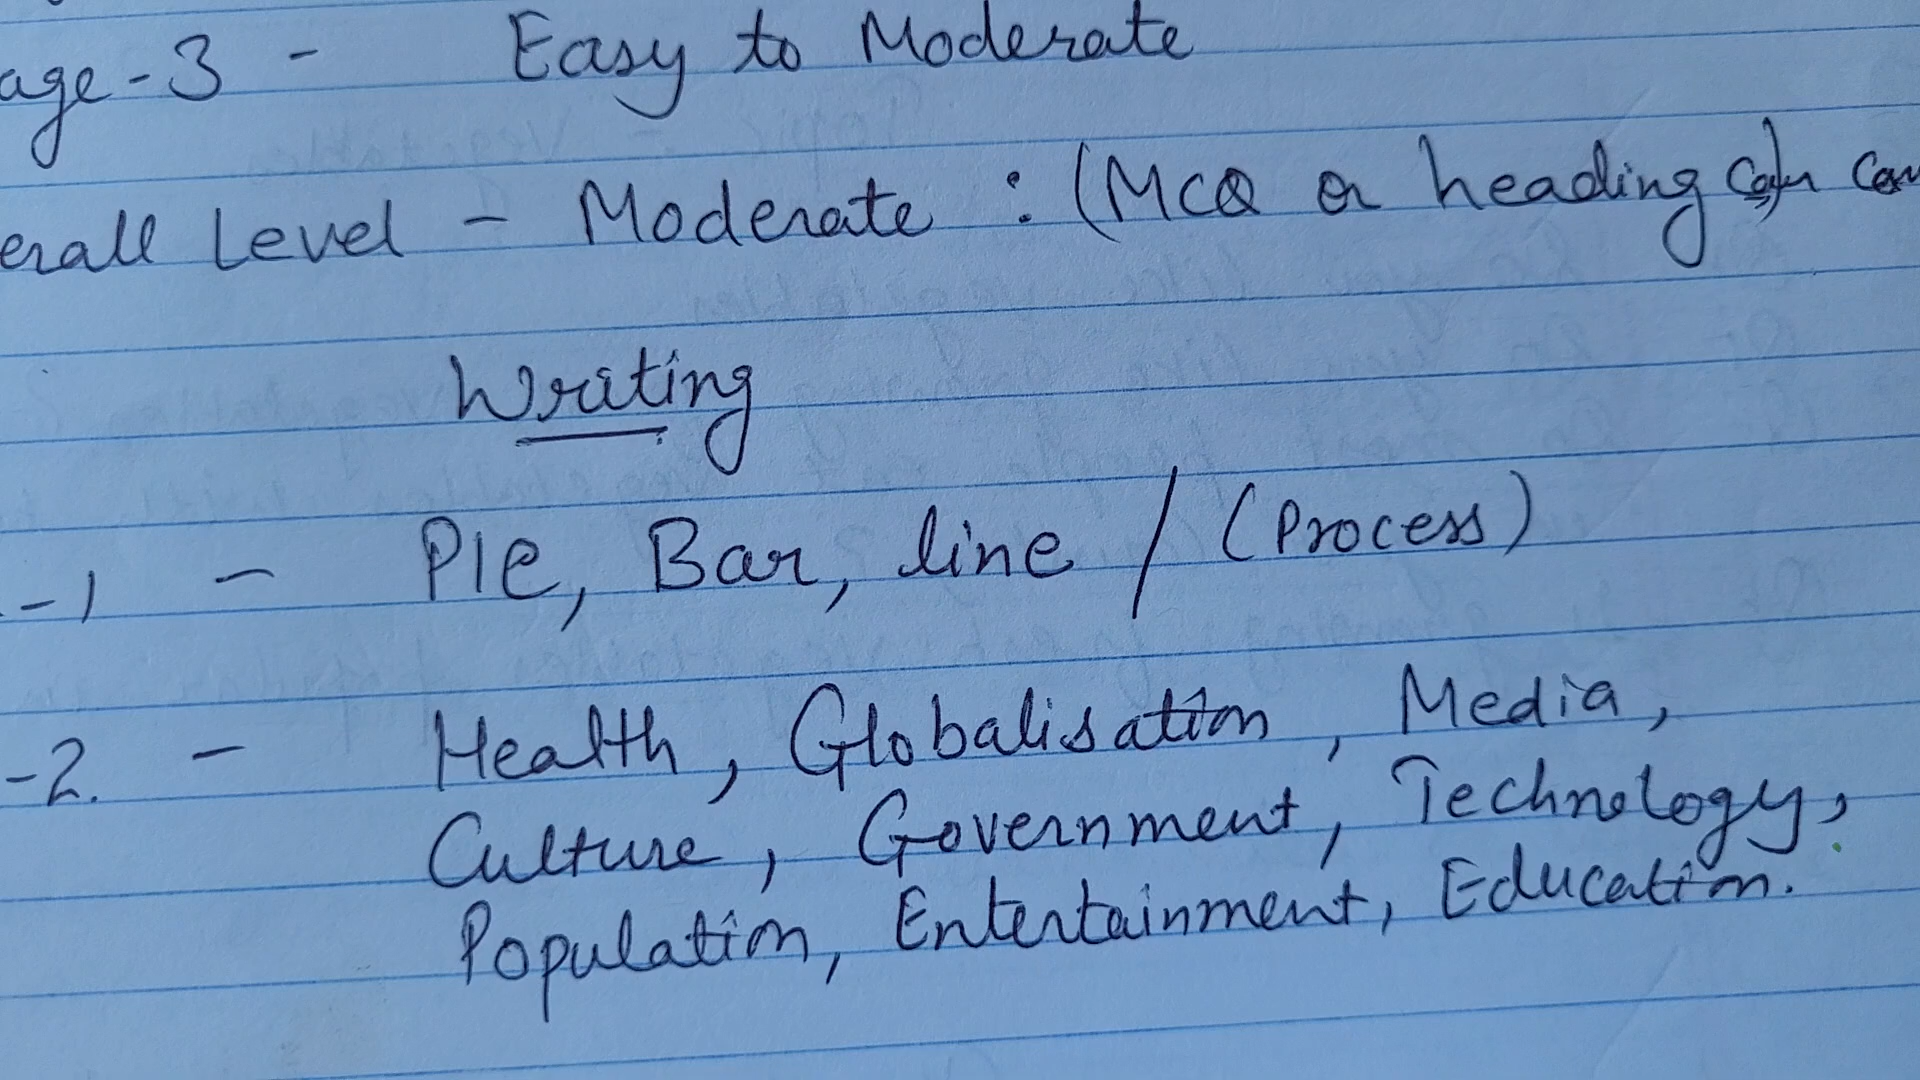 age-3 - Easy to Moderate
erall Level - Moderate : (MCQ or heading can
Writing
-1 - Pie, Bar, line / (Process)
-2. - Health, Globalisation, Media,
Culture, Government, Technology,
Population, Entertainment, Education.